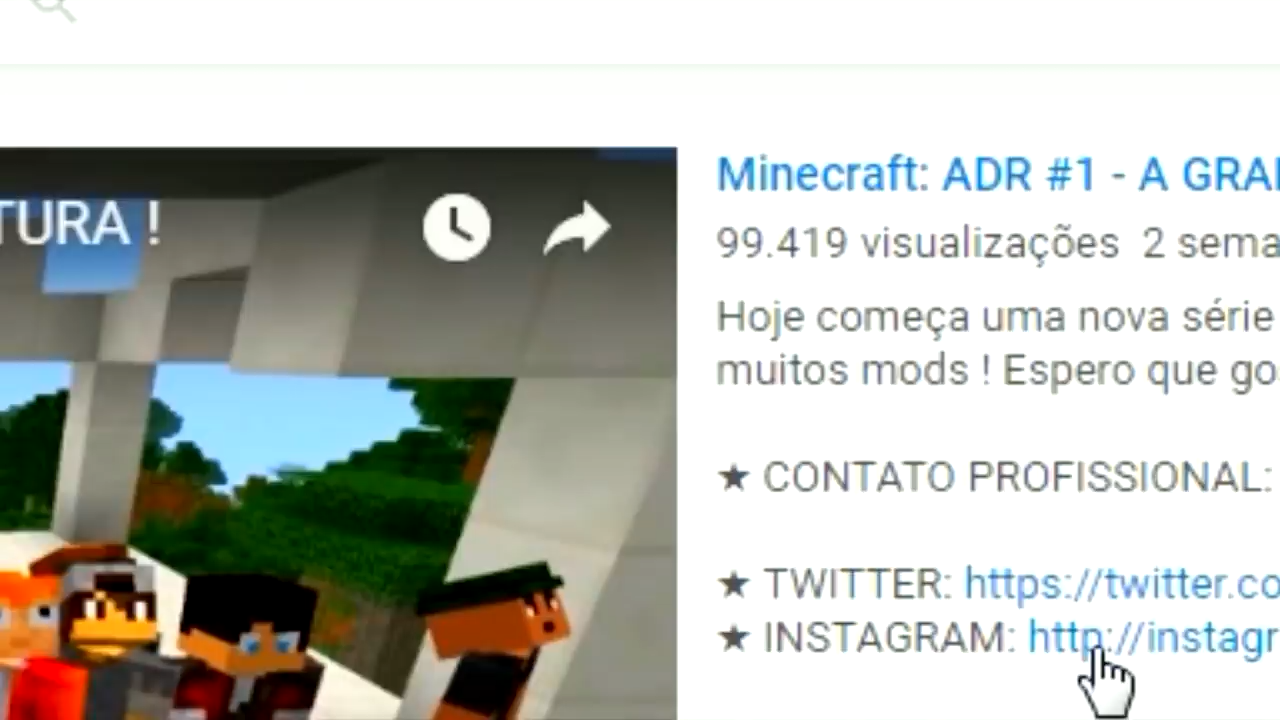 TURA !
Minecraft: ADR #1 - A GRA
99.419 visualizações 2 sema
Hoje começa uma nova série
muitos mods ! Espero que go
★ CONTATO PROFISSIONAL:
★ TWITTER: https://twitter.co
★ INSTAGRAM: http://instagr